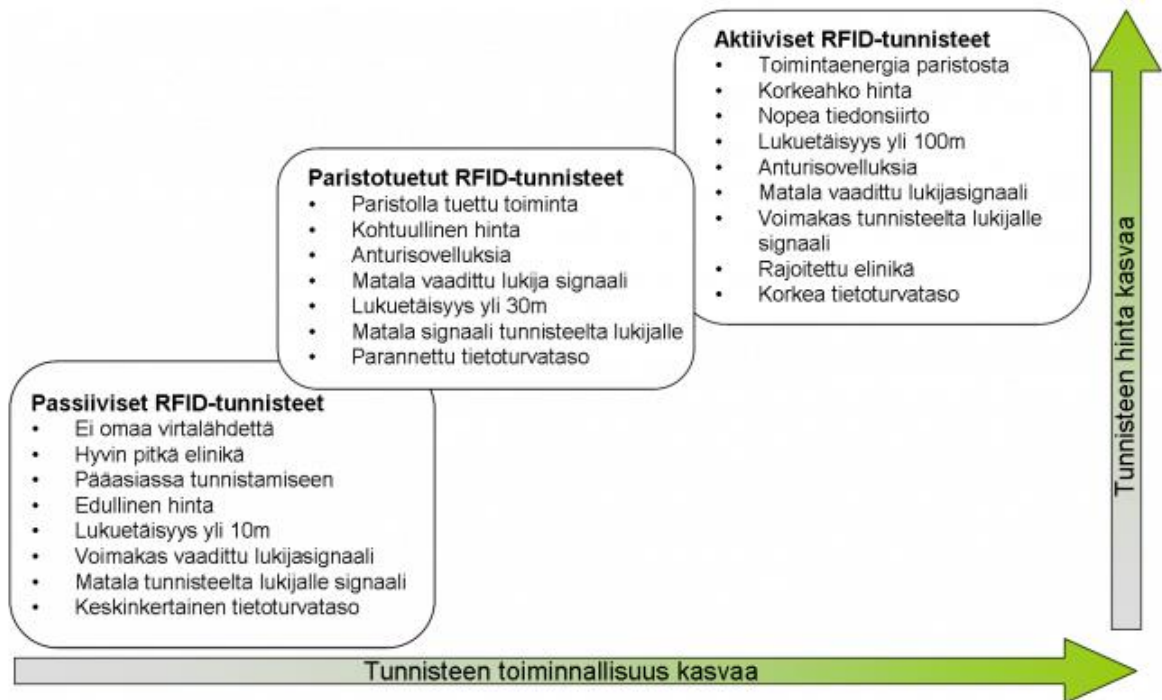 Aktiiviset RFID-tunnisteet
• Toimintaenergia paristosta
• Korkeahko hinta
• Nopea tiedonsiirto
• Lukuetäisyys yli 100m
• Anturisovelluksia
• Matala vaadittu lukijasignaali
• Voimakas tunnisteelta lukijalle
signaali
• Rajoitettu elinikä
• Korkea tietoturvataso
Paristotuetut RFID-tunnisteet
• Paristolla tuettu toiminta
• Kohtuullinen hinta
• Anturisovelluksia
• Matala vaadittu lukija signaali
• Lukuetäisyys yli 30m
• Matala signaali tunnisteelta lukijalle
• Parannettu tietoturvataso
Passiiviset RFID-tunnisteet
• Ei omaa virtalähdettä
• Hyvin pitkä elinikä
• Pääasiassa tunnistamiseen
• Edullinen hinta
• Lukuetäisyys yli 10m
• Voimakas vaadittu lukijasignaali
• Matala tunnisteelta lukijalle signaali
• Keskinkertainen tietoturvataso
Tunnisteen hinta kasvaa
Tunnisteen toiminnallisuus kasvaa